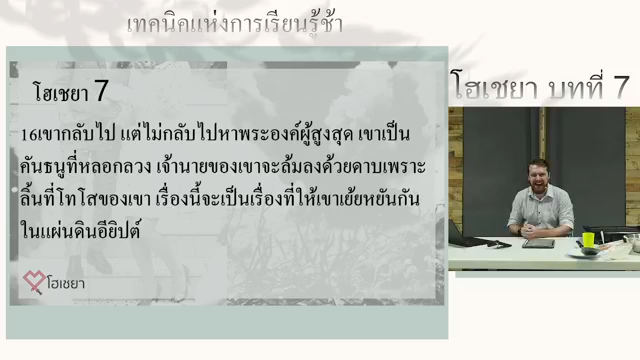 เทคนิคแห่งการเรียนรู้ช้า
โฮเชยา บทที่ 7
โฮเชยา 7
16เขากลับไป แต่ไม่กลับไปหาพระองค์ผู้สูงสุด เขาเป็น
คันธนูที่หลอกลวง เจ้านายของเขาจะล้มลงด้วยดาบเพราะ
ลิ้นที่โทโสของเขา เรื่องนี้จะเป็นเรื่องที่ให้เขาเย้ยหยันกัน
ในแผ่นดินอียิปต์
โฮเชยา